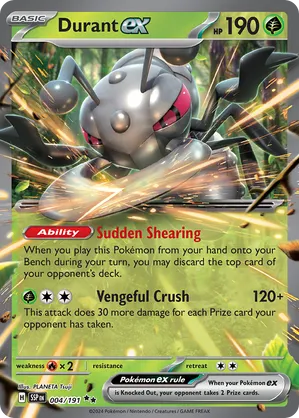 BASIC
Durant ex HP 190
Ability Sudden Shearing
When you play this Pokémon from your hand onto your
Bench during your turn, you may discard the top card
of your opponent's deck.
Vengeful Crush 120+
This attack does 30 more damage for each Prize card your
opponent has taken.
weakness ×2 resistance retreat
Illus. PLANETA Tsuji
Pokémon ex rule
When your Pokémon ex
is Knocked Out, your opponent takes 2 Prize cards.
H SSP EN 004/191
©2024 Pokémon / Nintendo / Creatures / GAME FREAK